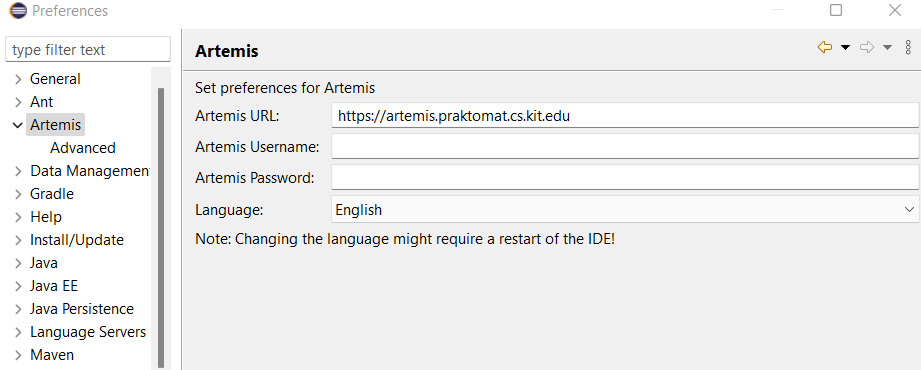 Preferences
type filter text
General
Ant
Artemis
Advanced
Data Managemen
Gradle
Help
Install/Update
Java
Java EE
Java Persistence
Language Servers
Maven
Artemis
Set preferences for Artemis
Artemis URL: https://artemis.praktomat.cs.kit.edu
Artemis Username:
Artemis Password:
Language: English
Note: Changing the language might require a restart of the IDE!